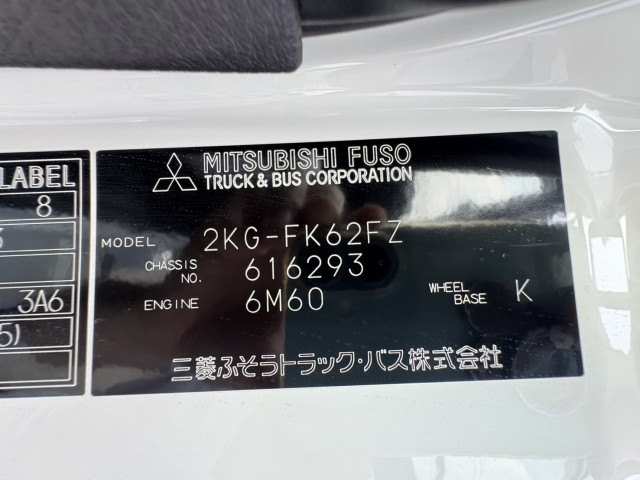 LABEL
8
3A6
5)
MITSUBISHI FUSO
TRUCK & BUS CORPORATION
MODEL 2KG-FK62FZ
CHASSIS NO. 616293
ENGINE 6M60 WHEEL BASE K
三菱ふそうトラック・バス株式会社